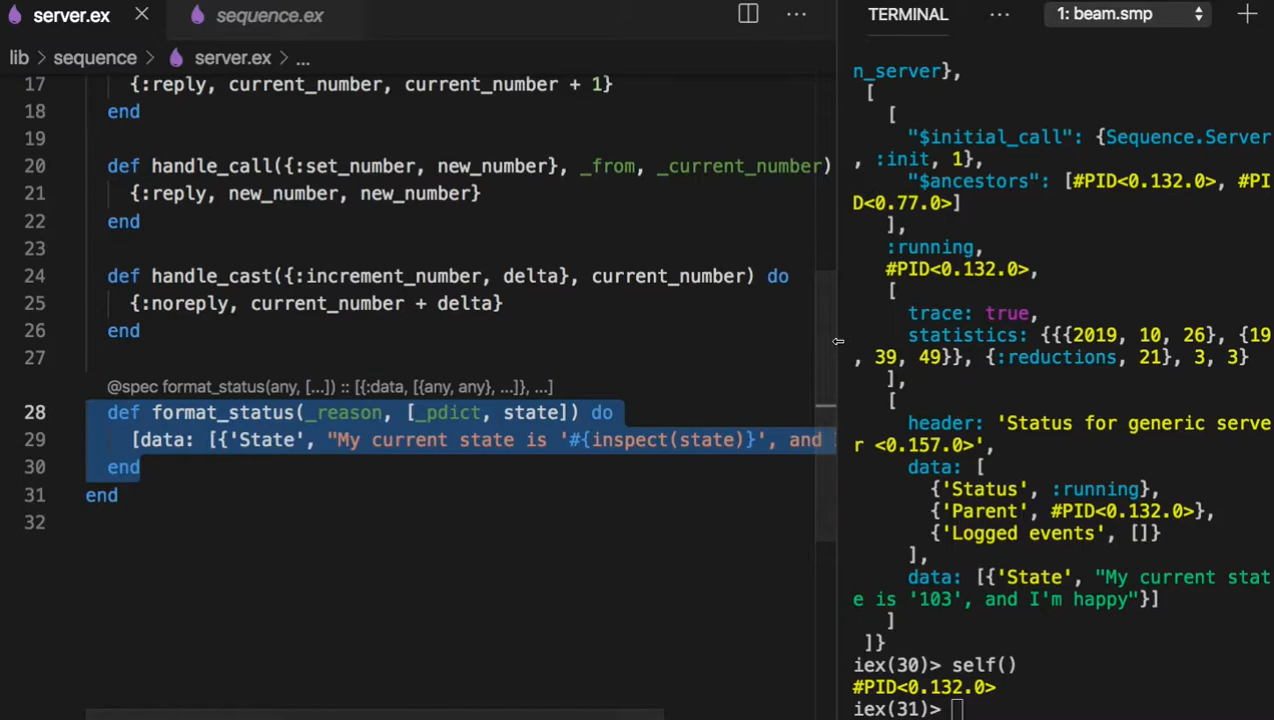 server.ex
sequence.ex
lib > sequence > server.ex > ...
17 {:reply, current_number, current_number + 1}
18 end
19
20 def handle_call({:set_number, new_number}, _from, _current_number)
21 {:reply, new_number, new_number}
22 end
23
24 def handle_cast({:increment_number, delta}, current_number) do
25 {:noreply, current_number + delta}
26 end
27
@spec format_status(any, [...]) :: [{:data, [{any, any}, ...]}, ...]
28 def format_status(_reason, [_pdict, state]) do
29 [data: [{'State', "My current state is '#{inspect(state)}', and
30 end
31 end
32
TERMINAL ... 1: beam.smp
n_server},
[
[
"$initial_call": {Sequence.Server
, :init, 1},
"$ancestors": [#PID<0.132.0>, #PI
D<0.77.0>]
],
:running,
#PID<0.132.0>,
[
trace: true,
statistics: {{{2019, 10, 26}, {19
, 39, 49}}, {:reductions, 21}, 3, 3}
],
[
header: 'Status for generic serve
r <0.157.0>',
data: [
{'Status', :running},
{'Parent', #PID<0.132.0>},
{'Logged events', []}
],
data: [{'State', "My current stat
e is '103', and I'm happy"}]
]
]}
iex(30)> self()
#PID<0.132.0>
iex(31)>